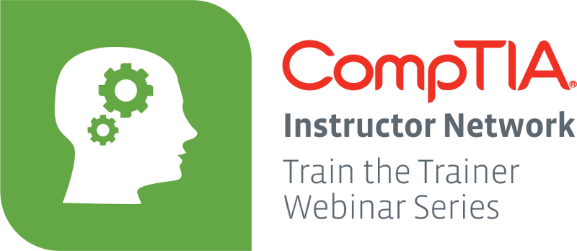 CompTIA®
Instructor Network
Train the Trainer
Webinar Series